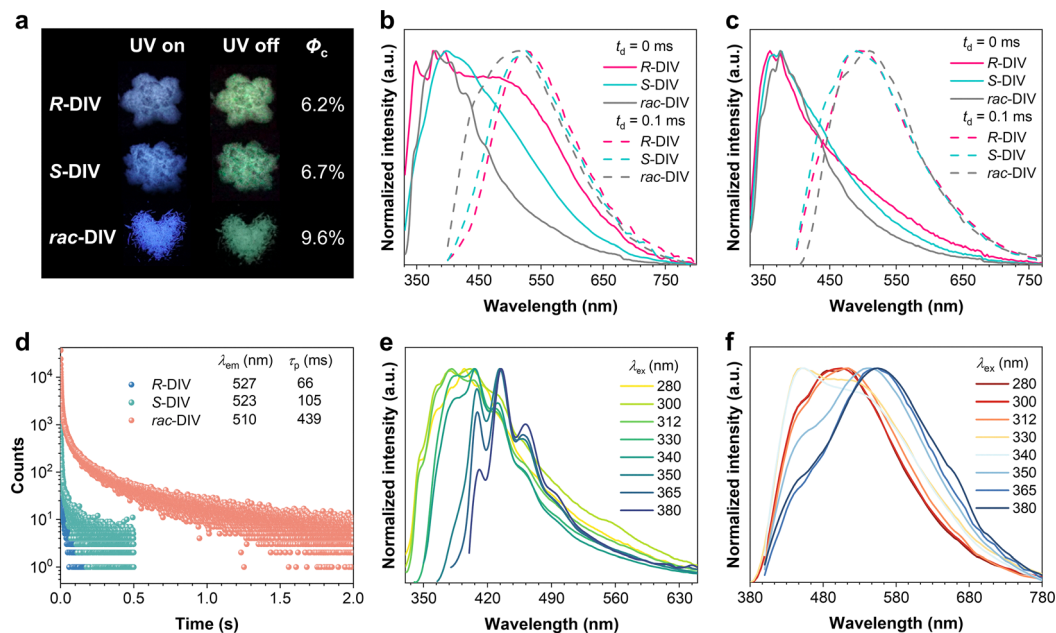 a
UV on UV off Φc
R-DIV 6.2%
S-DIV 6.7%
rac-DIV 9.6%
b
Normalized intensity (a.u.)
td = 0 ms
R-DIV
S-DIV
rac-DIV
td = 0.1 ms
R-DIV
S-DIV
rac-DIV
350 450 550 650 750
Wavelength (nm)
c
Normalized intensity (a.u.)
td = 0 ms
R-DIV
S-DIV
rac-DIV
td = 0.1 ms
R-DIV
S-DIV
rac-DIV
350 450 550 650 750
Wavelength (nm)
d
Counts
λem (nm) τp (ms)
R-DIV 527 66
S-DIV 523 105
rac-DIV 510 439
10^4
10^3
10^2
10^1
10^0
0.0 0.5 1.0 1.5 2.0
Time (s)
e
Normalized intensity (a.u.)
λex (nm)
280
300
312
330
340
350
365
380
350 390 440 490 540 590 640
Wavelength (nm)
f
Normalized intensity (a.u.)
λex (nm)
280
300
312
330
340
350
365
380
380 480 580 680 780
Wavelength (nm)